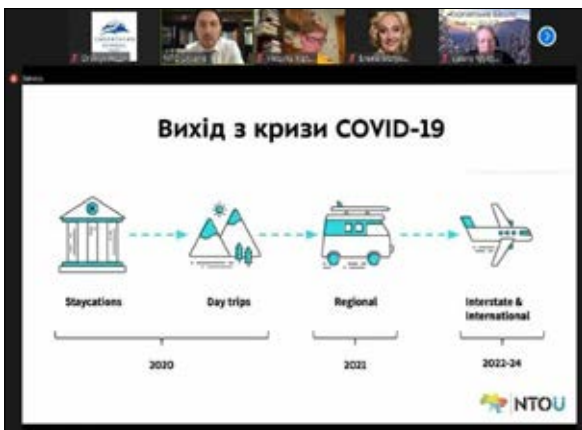 Вихід з кризи COVID-19
Staycations
Day trips
Regional
Interstate &
International
2020
2021
2022-24
NTOU